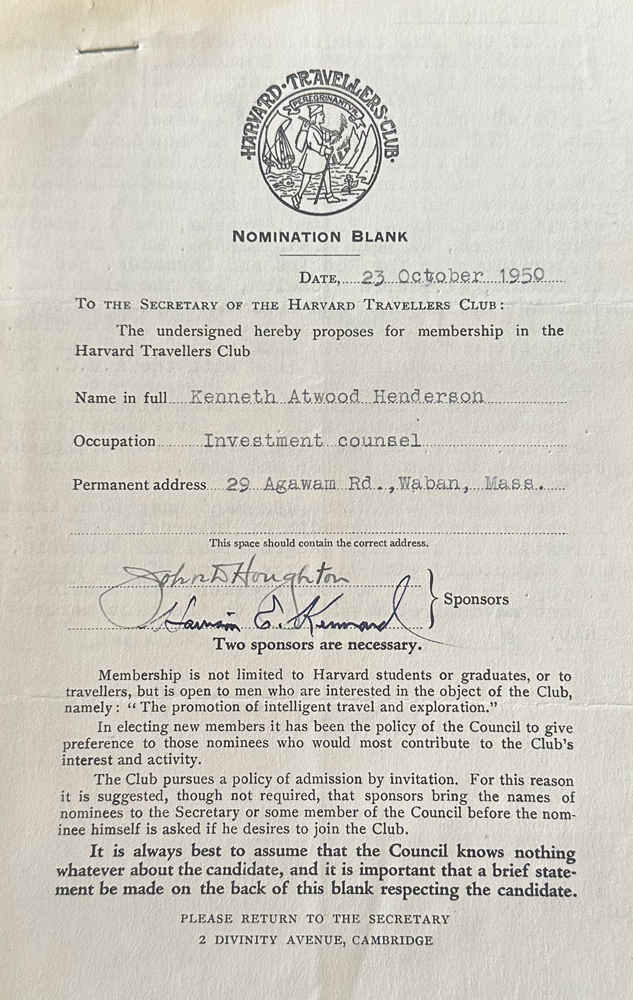 HARVARD·TRAVELLERS·CLUB·
PEREGRINANTVR
NOMINATION BLANK
DATE, 23 October 1950
TO THE SECRETARY OF THE HARVARD TRAVELLERS CLUB:
The undersigned hereby proposes for membership in the
Harvard Travellers Club
Name in full Kenneth Atwood Henderson
Occupation Investment counsel
Permanent address 29 Agawam Rd., Waban, Mass.
This space should contain the correct address.
John D Houghton
Harrison E. Kennard
Sponsors
Two sponsors are necessary.
Membership is not limited to Harvard students or graduates, or to
travellers, but is open to men who are interested in the object of the Club,
namely: "The promotion of intelligent travel and exploration."
In electing new members it has been the policy of the Council to give
preference to those nominees who would most contribute to the Club's
interest and activity.
The Club pursues a policy of admission by invitation. For this reason
it is suggested, though not required, that sponsors bring the names of
nominees to the Secretary or some member of the Council before the nom-
inee himself is asked if he desires to join the Club.
It is always best to assume that the Council knows nothing
whatever about the candidate, and it is important that a brief state-
ment be made on the back of this blank respecting the candidate.
PLEASE RETURN TO THE SECRETARY
2 DIVINITY AVENUE, CAMBRIDGE